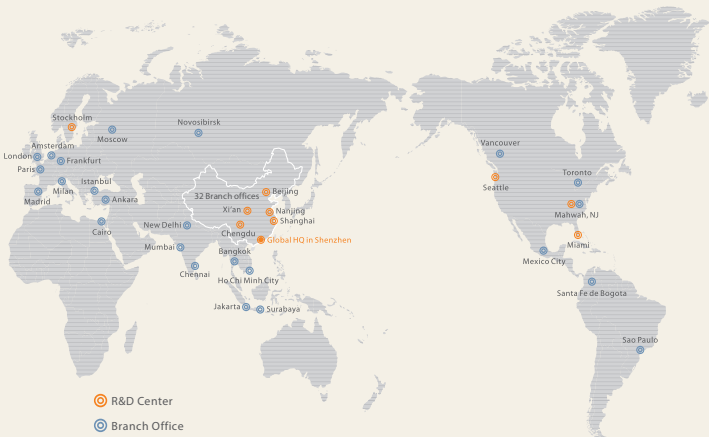 Stockholm
Moscow
Novosibirsk
Amsterdam
London
Frankfurt
Paris
Milan
Istanbul
Madrid
Ankara
Cairo
32 Branch offices
Beijing
Xi'an
Nanjing
Shanghai
Chengdu
New Delhi
Global HQ in Shenzhen
Mumbai
Bangkok
Chennai
Ho Chi Minh City
Jakarta
Surabaya
Vancouver
Toronto
Seattle
Mahwah, NJ
Miami
Mexico City
Santa Fe de Bogota
Sao Paulo
R&D Center
Branch Office